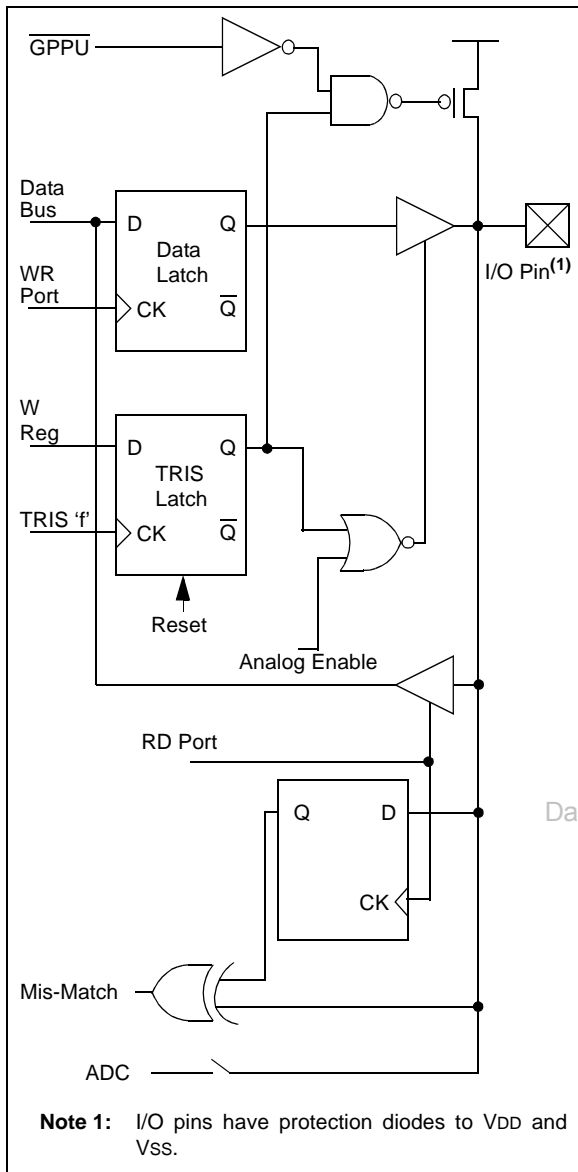 GPPU
Data
Bus
D
Q
Data
Latch
WR
Port
CK
Q
I/O Pin(1)
W
Reg
D
Q
TRIS
Latch
TRIS 'f'
CK
Q
Reset
Analog Enable
RD Port
Q
D
Da
CK
Mis-Match
ADC
Note 1: I/O pins have protection diodes to VDD and
VSS.